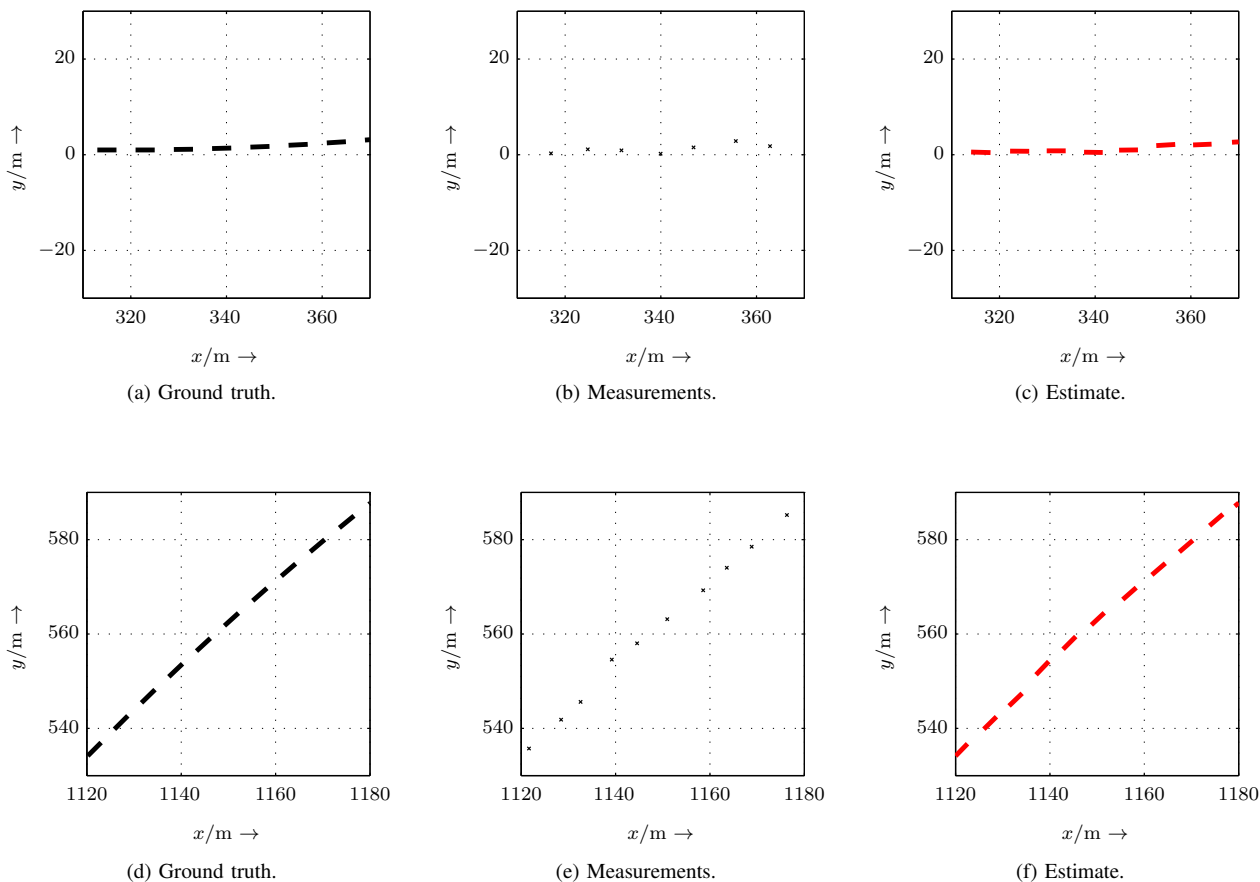 20
0
−20
y/m →
320 340 360
x/m →
(a) Ground truth.
20
0
−20
y/m →
320 340 360
x/m →
(b) Measurements.
20
0
−20
y/m →
320 340 360
x/m →
(c) Estimate.
580
560
540
y/m →
1120 1140 1160 1180
x/m →
(d) Ground truth.
580
560
540
y/m →
1120 1140 1160 1180
x/m →
(e) Measurements.
580
560
540
y/m →
1120 1140 1160 1180
x/m →
(f) Estimate.